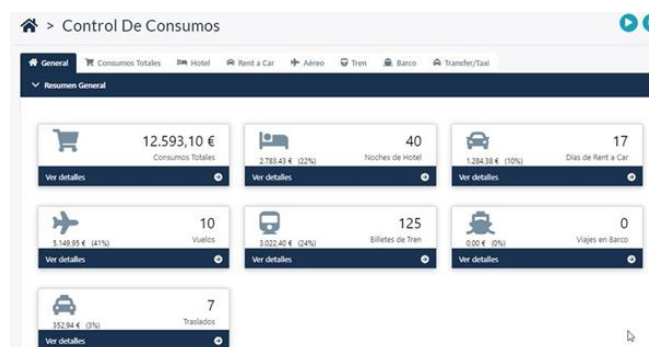 > Control De Consumos
General Consumos Totales Hotel Rent a Car Aéreo Tren Barco Transfer/Taxi
Resumen General
12.593,10 €
Consumos Totales
Ver detalles
40
2.783,43 € (22%) Noches de Hotel
Ver detalles
17
1.284,38 € (10%) Días de Rent a Car
Ver detalles
10
5.149,95 € (41%) Vuelos
Ver detalles
125
3.022,40 € (24%) Billetes de Tren
Ver detalles
0
0,00 € (0%) Viajes en Barco
Ver detalles
7
352,94 € (3%) Traslados
Ver detalles